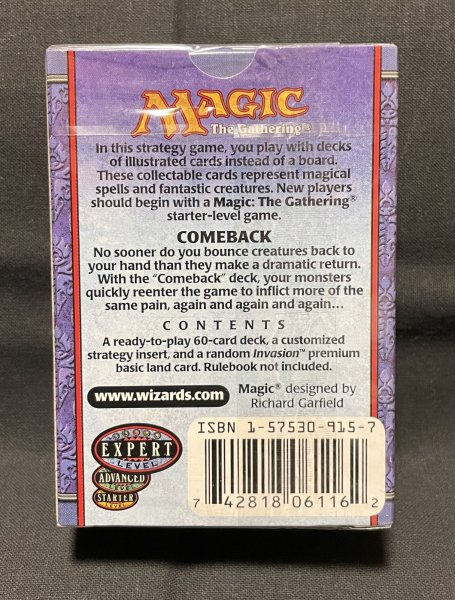 MAGIC
The Gathering®
In this strategy game, you play with decks
of illustrated cards instead of a board.
These collectable cards represent magical
spells and fantastic creatures. New players
should begin with a Magic: The Gathering®
starter-level game.
COMEBACK
No sooner do you bounce creatures back to
your hand than they make a dramatic return.
With the "Comeback" deck, your monsters
quickly reenter the game to inflict more of the
same pain, again and again and again...
CONTENTS
A ready-to-play 60-card deck, a customized
strategy insert, and a random Invasion™ premium
basic land card. Rulebook not included.
www.wizards.com
Magic® designed by
Richard Garfield
EXPERT
LEVEL
ADVANCED
LEVEL
STARTER
LEVEL
ISBN 1-57530-915-7
7 42818 06116 2